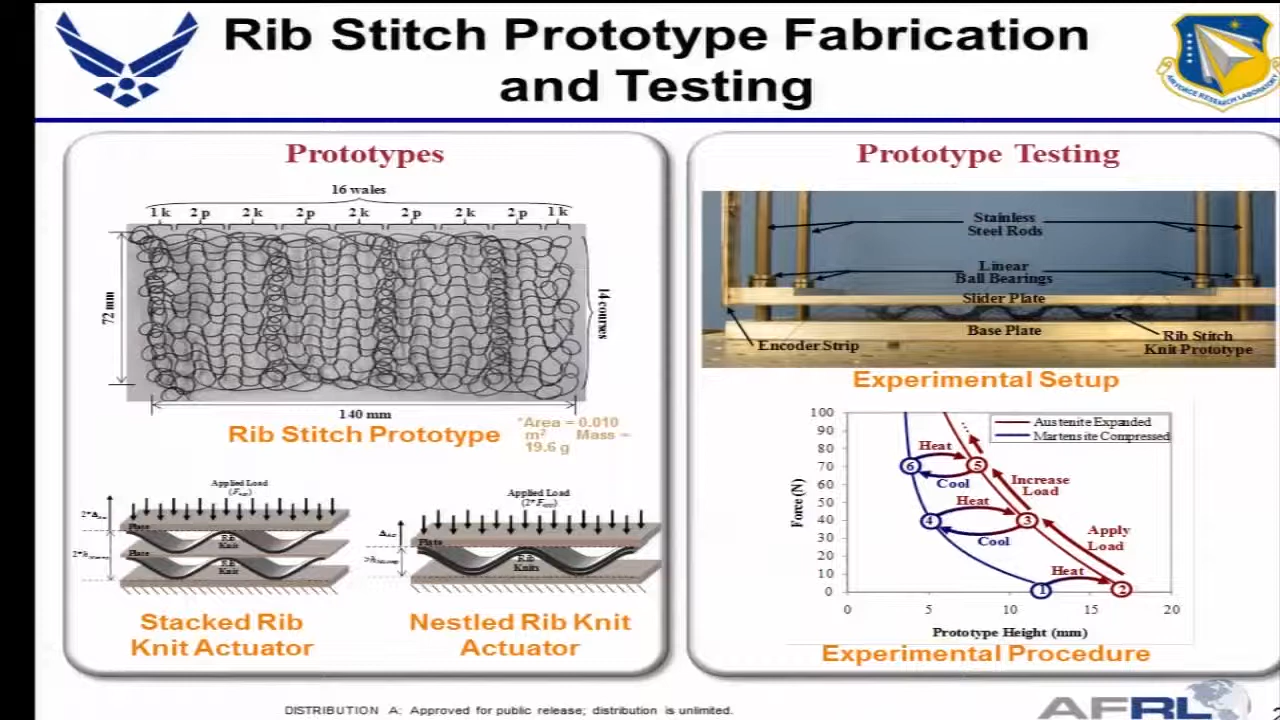 Rib Stitch Prototype Fabrication
and Testing
AIR FORCE RESEARCH LABORATORY
Prototypes
16 wales
1 k 2 p 2 k 2 p 2 k 2 p 2 k 2 p 1 k
72 mm
14 courses
140 mm
Rib Stitch Prototype
*Area = 0.010
m² Mass =
19.6 g
Applied Load
Plate
Rib
Knit
Plate
Rib
Knit
Stacked Rib
Knit Actuator
Applied Load
Plate
Rib
Knits
Nestled Rib Knit
Actuator
Prototype Testing
Stainless
Steel Rods
Linear
Ball Bearings
Slider Plate
Base Plate
Encoder Strip
Rib Stitch
Knit Prototype
Experimental Setup
Force (N)
100
90
80
70
60
50
40
30
20
10
0
0 5 10 15 20
Prototype Height (mm)
Austenite Expanded
Martensite Compressed
Heat
6 5
Cool
Increase
Load
Heat
4 3
Cool
Apply
Load
Heat
1 2
Experimental Procedure
DISTRIBUTION A: Approved for public release; distribution is unlimited.
AFRL